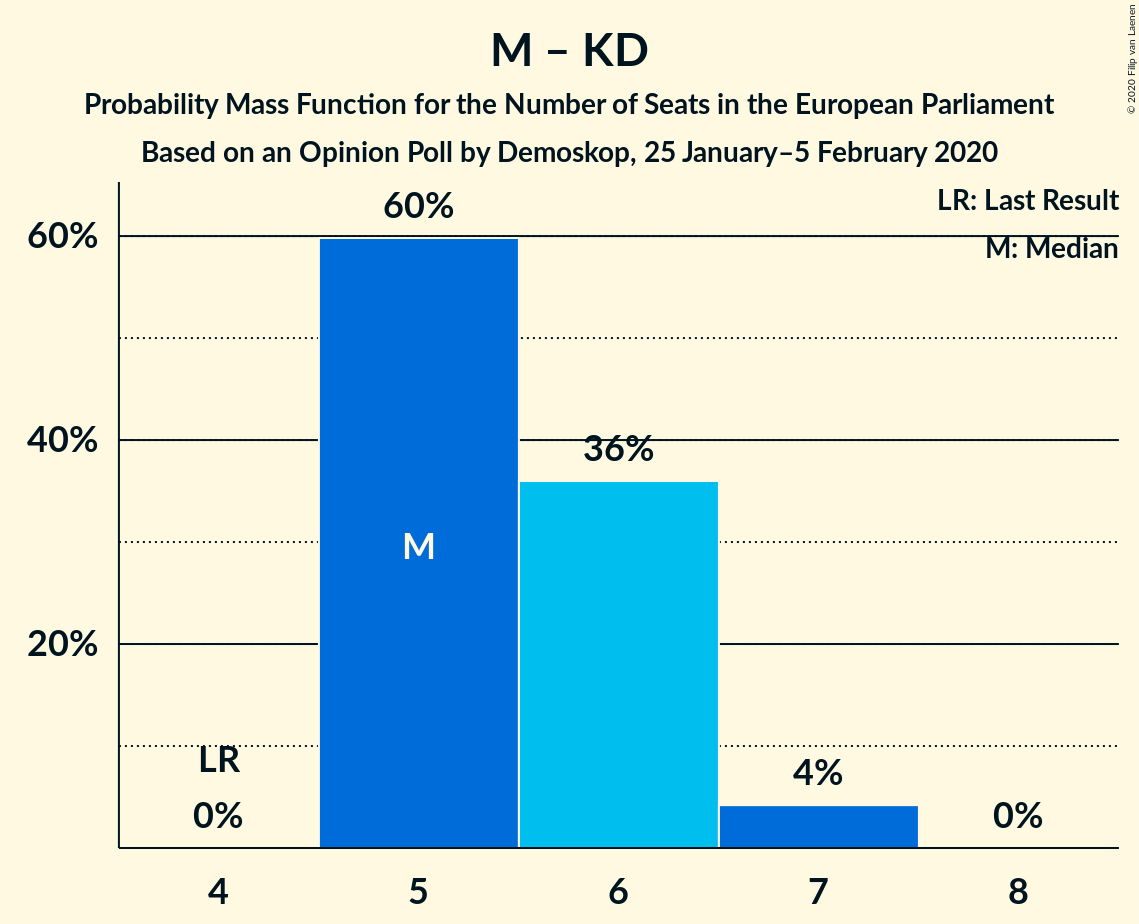 M – KD
Probability Mass Function for the Number of Seats in the European Parliament
Based on an Opinion Poll by Demoskop, 25 January–5 February 2020
© 2020 Filip van Laenen
LR: Last Result
M: Median
60%
40%
20%
LR
0%
60%
M
36%
4%
0%
4
5
6
7
8